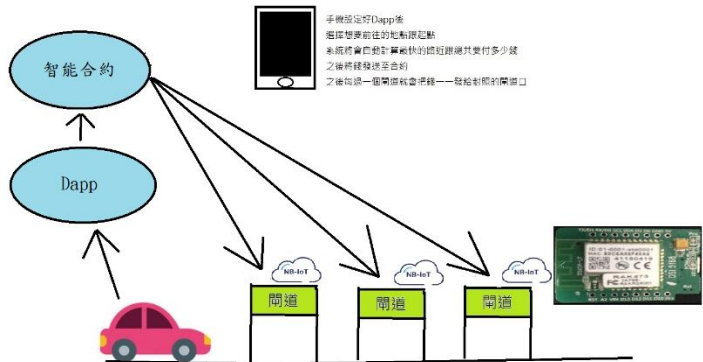 手機設定好Dapp後
選擇想要前往的地點跟起點
系統將會自動計算最快的路近跟總共要付多少錢
之後將錢發送至合約
之後每過一個閘道就會把錢一一發給對照的閘道口
智能合約
Dapp
NB-IoT
NB-IoT
NB-IoT
閘道
閘道
閘道